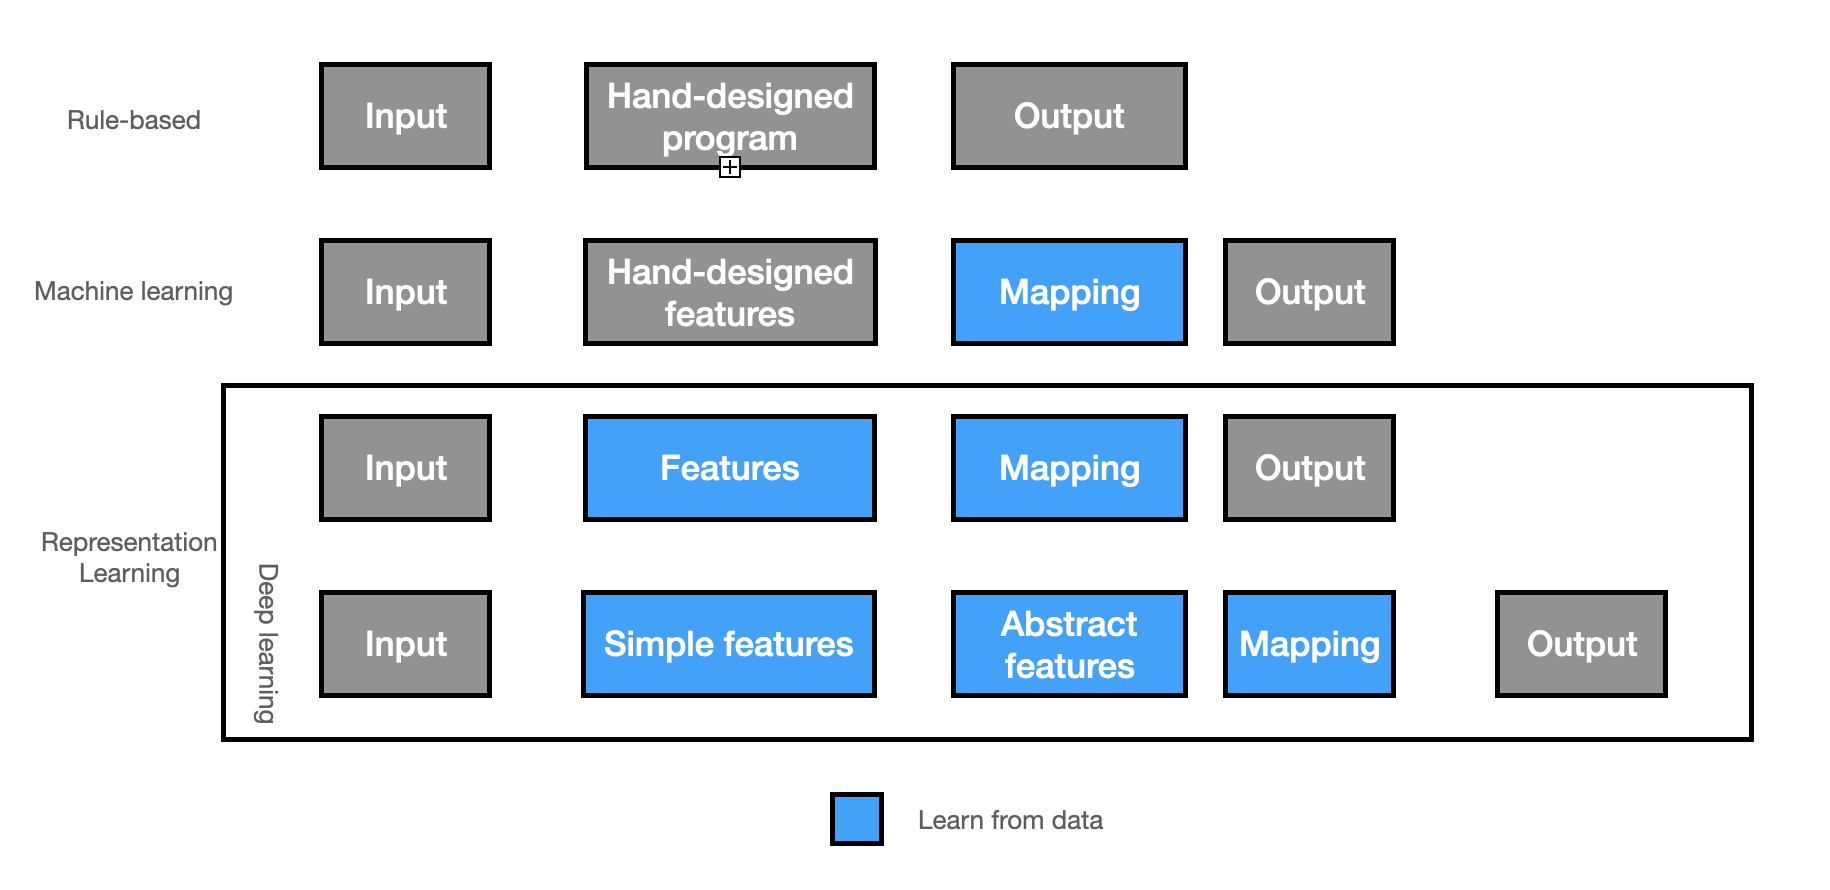 Rule-based
Input
Hand-designed
program
Output
Machine learning
Input
Hand-designed
features
Mapping
Output
Representation
Learning
Deep learning
Input
Features
Mapping
Output
Input
Simple features
Abstract
features
Mapping
Output
Learn from data